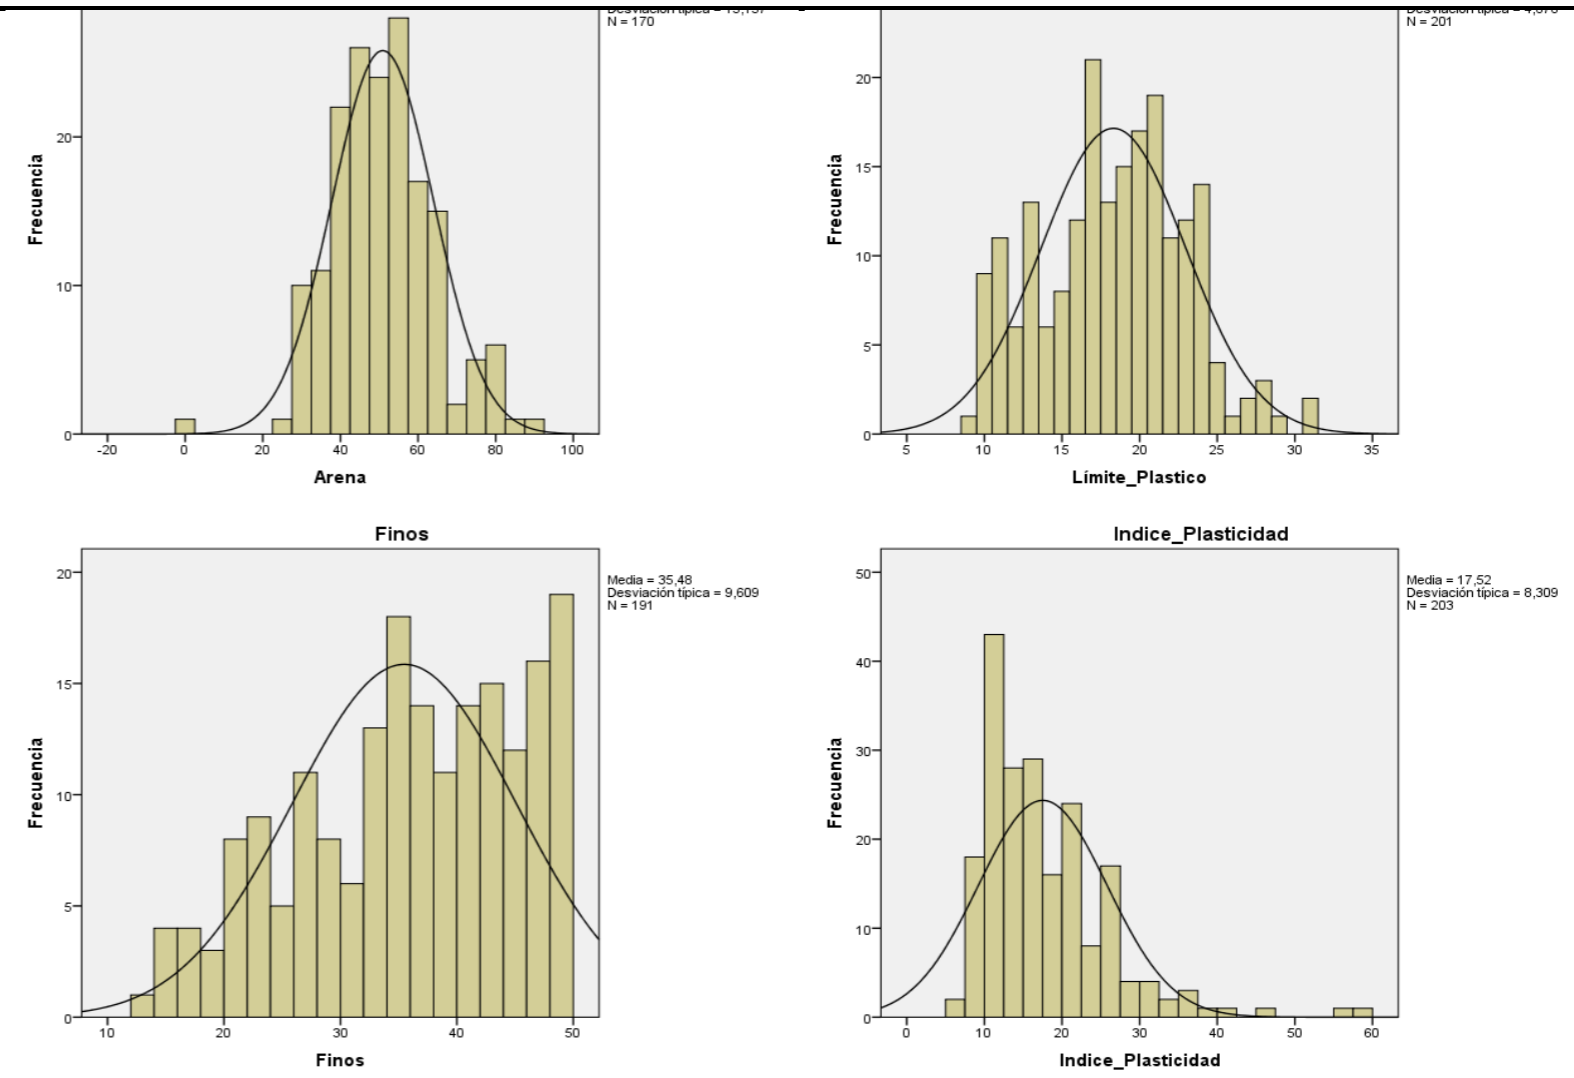 N = 170
20
10
0
Frecuencia
-20 0 20 40 60 80 100
Arena
N = 201
20
15
10
5
0
Frecuencia
5 10 15 20 25 30 35
Límite_Plastico
Finos
Media = 35,48
Desviación típica = 9,609
N = 191
20
15
10
5
0
Frecuencia
10 20 30 40 50
Finos
Indice_Plasticidad
Media = 17,52
Desviación típica = 8,309
N = 203
50
40
30
20
10
0
Frecuencia
0 10 20 30 40 50 60
Indice_Plasticidad